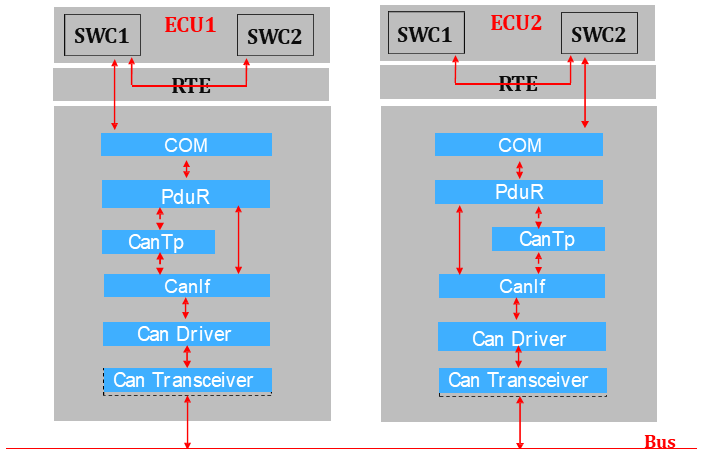 ECU1
SWC1
SWC2
RTE
COM
PduR
CanTp
CanIf
Can Driver
Can Transceiver
ECU2
SWC1
SWC2
RTE
COM
PduR
CanTp
CanIf
Can Driver
Can Transceiver
Bus